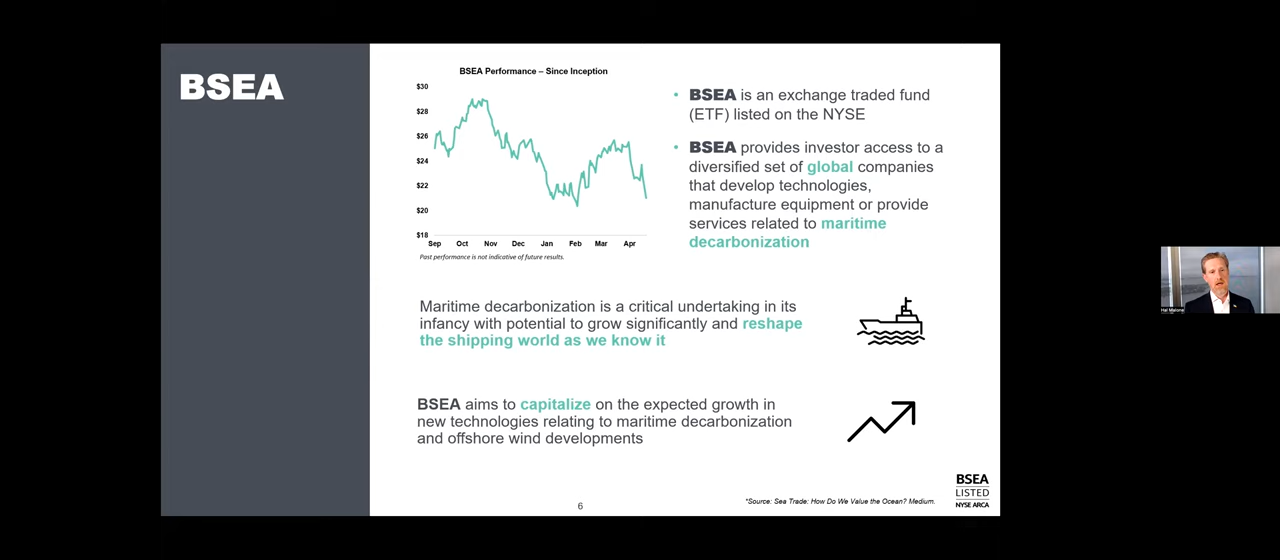 BSEA
BSEA Performance – Since Inception
$30
$28
$26
$24
$22
$20
$18
Sep Oct Nov Dec Jan Feb Mar Apr
Past performance is not indicative of future results.
• BSEA is an exchange traded fund
(ETF) listed on the NYSE
• BSEA provides investor access to a
diversified set of global companies
that develop technologies,
manufacture equipment or provide
services related to maritime
decarbonization
Maritime decarbonization is a critical undertaking in its
infancy with potential to grow significantly and reshape
the shipping world as we know it
BSEA aims to capitalize on the expected growth in
new technologies relating to maritime decarbonization
and offshore wind developments
*Source: Sea Trade: How Do We Value the Ocean? Medium.
6
BSEA
LISTED
NYSE ARCA
Hal Malone